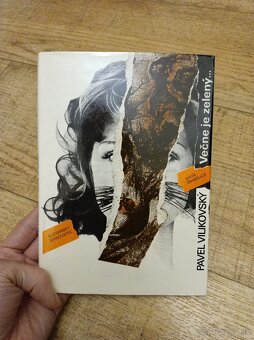 SLOVENSKÝ
SPISOVATEĽ
PAVEL VILIKOVSKÝ
Večne je zelený...